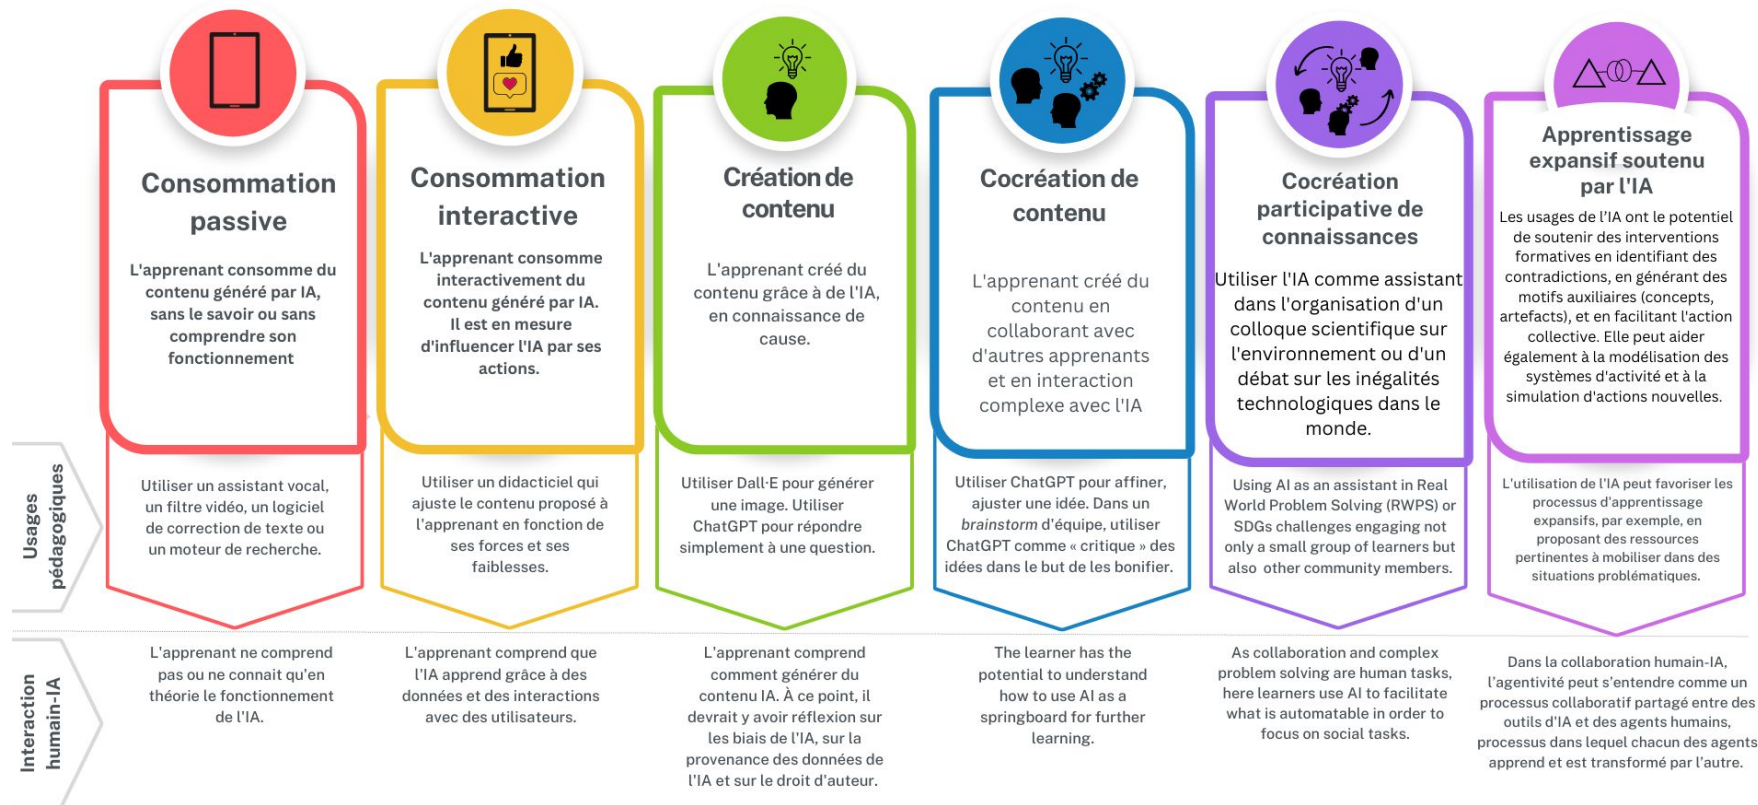 Consommation
passive
L'apprenant consomme du
contenu généré par IA,
sans le savoir ou sans
comprendre son
fonctionnement
Consommation
interactive
L'apprenant consomme
interactivement du
contenu généré par IA.
Il est en mesure
d'influencer l'IA par ses
actions.
Création de
contenu
L'apprenant créé du
contenu grâce à de l'IA,
en connaissance de
cause.
Cocréation de
contenu
L'apprenant créé du
contenu en
collaborant avec
d'autres apprenants
et en interaction
complexe avec l'IA
Cocréation
participative de
connaissances
Utiliser l'IA comme assistant
dans l'organisation d'un
colloque scientifique sur
l'environnement ou d'un
débat sur les inégalités
technologiques dans le
monde.
Apprentissage
expansif soutenu
par l'IA
Les usages de l’IA ont le potentiel
de soutenir des interventions
formatives en identifiant des
contradictions, en générant des
motifs auxiliaires (concepts,
artefacts), et en facilitant l'action
collective. Elle peut aider
également à la modélisation des
systèmes d'activité et à la
simulation d'actions nouvelles.
Usages
pédagogiques
Utiliser un assistant vocal,
un filtre vidéo, un logiciel
de correction de texte ou
un moteur de recherche.
Utiliser un didacticiel qui
ajuste le contenu proposé à
l'apprenant en fonction de
ses forces et ses
faiblesses.
Utiliser Dall·E pour générer
une image. Utiliser
ChatGPT pour répondre
simplement à une question.
Utiliser ChatGPT pour affiner,
ajuster une idée. Dans un
brainstorm d'équipe, utiliser
ChatGPT comme « critique » des
idées dans le but de les bonifier.
Using AI as an assistant in Real
World Problem Solving (RWPS) or
SDGs challenges engaging not
only a small group of learners but
also other community members.
L'utilisation de l'IA peut favoriser les
processus d'apprentissage
expansifs, par exemple, en
proposant des ressources
pertinentes à mobiliser dans des
situations problématiques.
Interaction
humain-IA
L'apprenant ne comprend
pas ou ne connait qu'en
théorie le fonctionnement
de l'IA.
L'apprenant comprend que
l'IA apprend grâce à des
données et des interactions
avec des utilisateurs.
L'apprenant comprend
comment générer du
contenu IA. À ce point, il
devrait y avoir réflexion sur
les biais de l'IA, sur la
provenance des données de
l'IA et sur le droit d'auteur.
The learner has the
potential to understand
how to use AI as a
springboard for further
learning.
As collaboration and complex
problem solving are human tasks,
here learners use AI to facilitate
what is automatable in order to
focus on social tasks.
Dans la collaboration humain-IA,
l’agentivité peut s’entendre comme un
processus collaboratif partagé entre des
outils d’IA et des agents humains,
processus dans lequel chacun des agents
apprend et est transformé par l’autre.